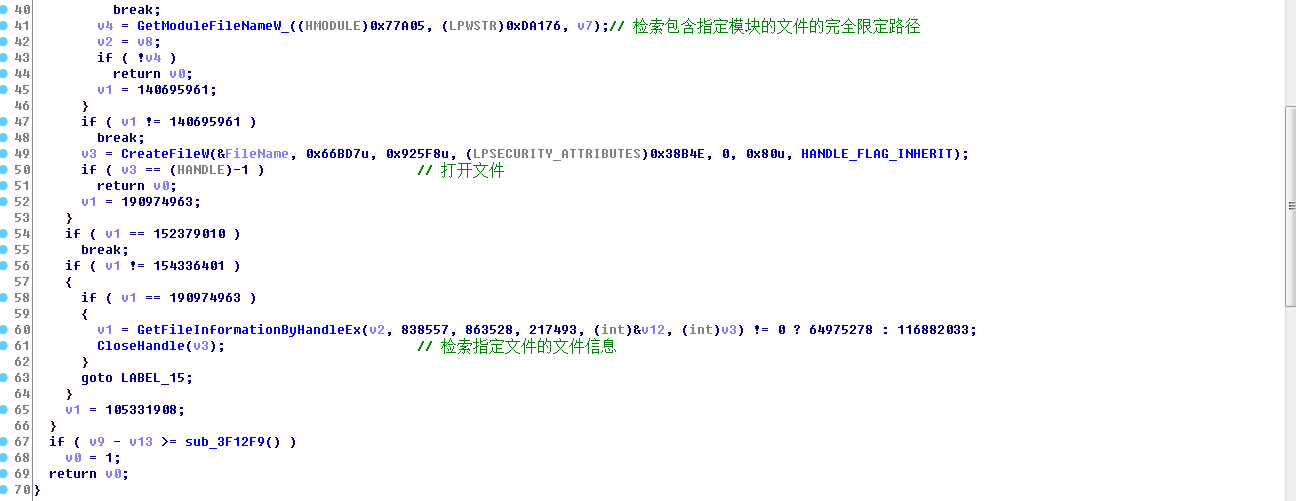 40 break;
41 v4 = GetModuleFileNameW_((HMODULE)0x77A05, (LPWSTR)0xDA176, v7);// 检索包含指定模块的文件的完全限定路径
42 v2 = v8;
43 if ( !v4 )
44 return v0;
45 v1 = 140695961;
46 }
47 if ( v1 != 140695961 )
48 break;
49 v3 = CreateFileW(&FileName, 0x66BD7u, 0x925F8u, (LPSECURITY_ATTRIBUTES)0x38B4E, 0, 0x80u, HANDLE_FLAG_INHERIT);
50 if ( v3 == (HANDLE)-1 ) // 打开文件
51 return v0;
52 v1 = 190974963;
53 }
54 if ( v1 == 152379010 )
55 break;
56 if ( v1 != 154336401 )
57 {
58 if ( v1 == 190974963 )
59 {
60 v1 = GetFileInformationByHandleEx(v2, 838557, 863528, 217493, (int)&v12, (int)v3) != 0 ? 64975278 : 116882033;
61 CloseHandle(v3); // 检索指定文件的文件信息
62 }
63 goto LABEL_15;
64 }
65 v1 = 105331908;
66 }
67 if ( v9 - v13 >= sub_3F12F9() )
68 v0 = 1;
69 return v0;
70 }